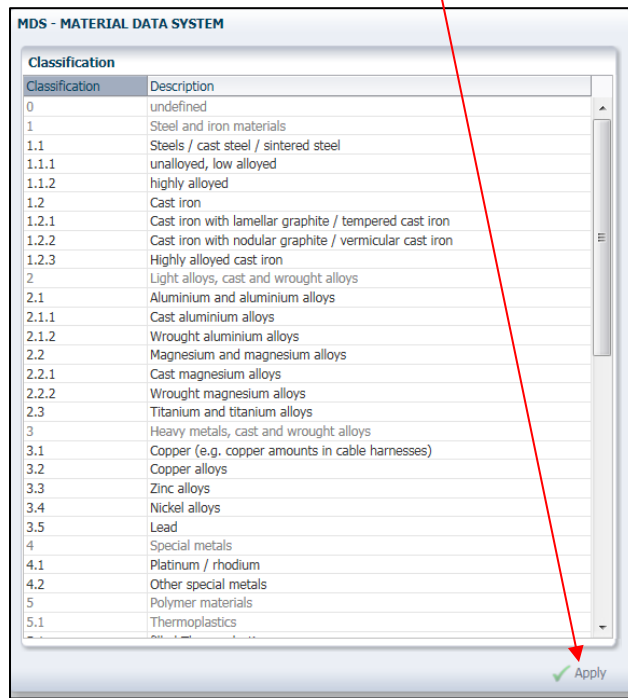 MDS - MATERIAL DATA SYSTEM
Classification
Classification Description
0 undefined
1 Steel and iron materials
1.1 Steels / cast steel / sintered steel
1.1.1 unalloyed, low alloyed
1.1.2 highly alloyed
1.2 Cast iron
1.2.1 Cast iron with lamellar graphite / tempered cast iron
1.2.2 Cast iron with nodular graphite / vermicular cast iron
1.2.3 Highly alloyed cast iron
2 Light alloys, cast and wrought alloys
2.1 Aluminium and aluminium alloys
2.1.1 Cast aluminium alloys
2.1.2 Wrought aluminium alloys
2.2 Magnesium and magnesium alloys
2.2.1 Cast magnesium alloys
2.2.2 Wrought magnesium alloys
2.3 Titanium and titanium alloys
3 Heavy metals, cast and wrought alloys
3.1 Copper (e.g. copper amounts in cable harnesses)
3.2 Copper alloys
3.3 Zinc alloys
3.4 Nickel alloys
3.5 Lead
4 Special metals
4.1 Platinum / rhodium
4.2 Other special metals
5 Polymer materials
5.1 Thermoplastics
Apply